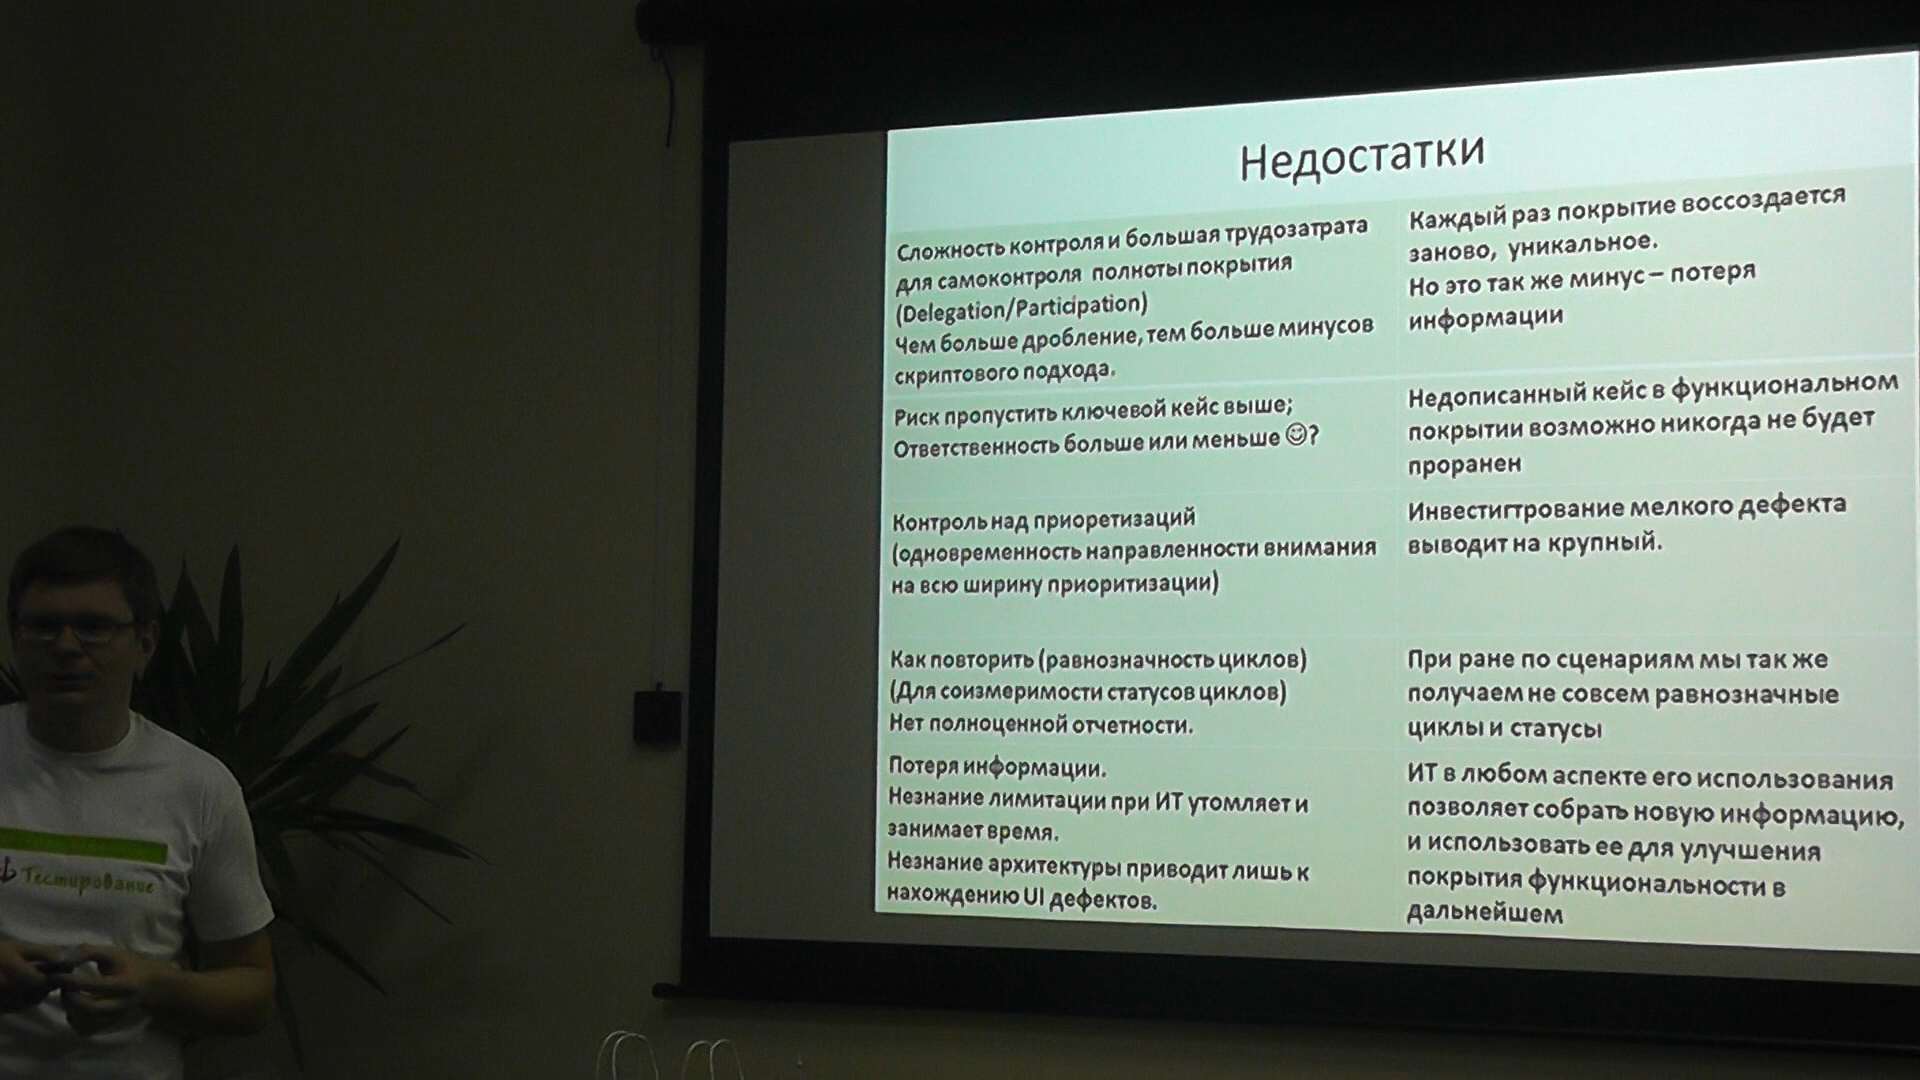 Недостатки
Сложность контроля и большая трудозатрата
для самоконтроля полноты покрытия
(Delegation/Participation)
Чем больше дробление, тем больше минусов
скриптового подхода.
Каждый раз покрытие воссоздается
заново, уникальное.
Но это так же минус – потеря
информации
Риск пропустить ключевой кейс выше;
Ответственность больше или меньше ☺?
Недописанный кейс в функциональном
покрытии возможно никогда не будет
проранен
Контроль над приоретизаций
(одновременность направленности внимания
на всю ширину приоритизации)
Инвестигтрование мелкого дефекта
выводит на крупный.
Как повторить (равнозначность циклов)
(Для соизмеримости статусов циклов)
Нет полноценной отчетности.
При ране по сценариям мы так же
получаем не совсем равнозначные
циклы и статусы
Потеря информации.
Незнание лимитации при ИТ утомляет и
занимает время.
Незнание архитектуры приводит лишь к
нахождению UI дефектов.
ИТ в любом аспекте его использования
позволяет собрать новую информацию,
и использовать ее для улучшения
покрытия функциональности в
дальнейшем
Тестирование